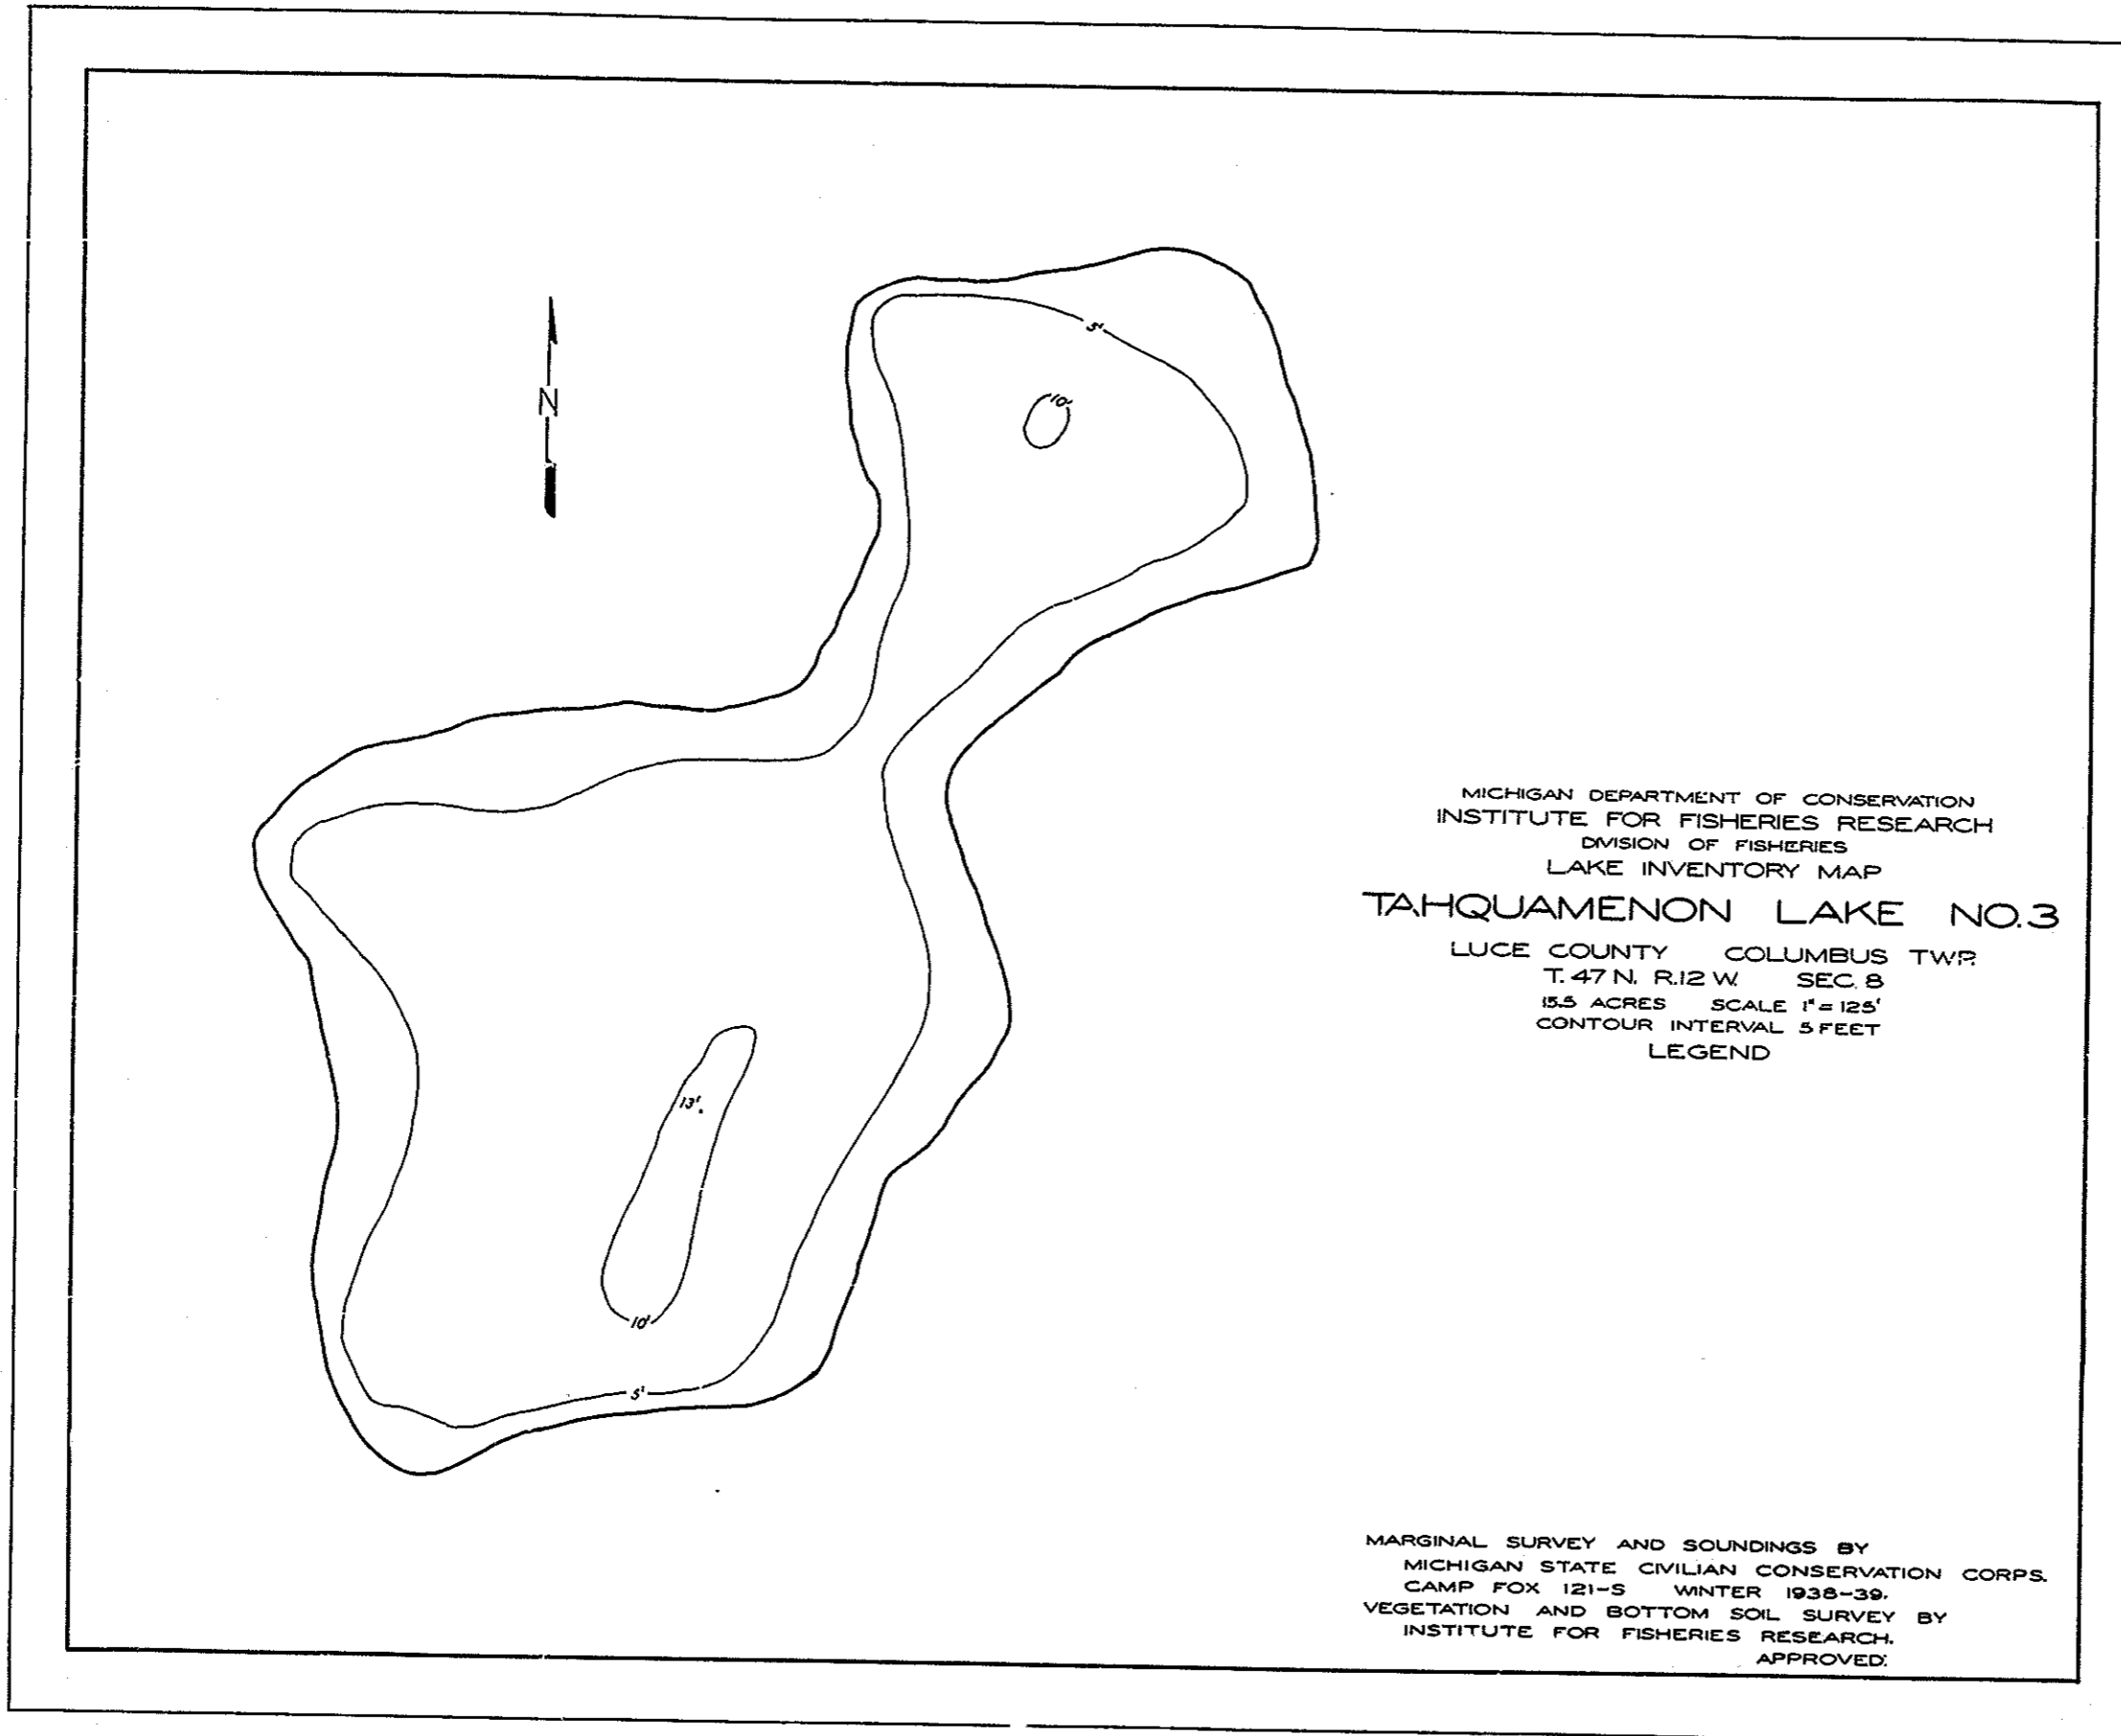 5'
10'
N
MICHIGAN DEPARTMENT OF CONSERVATION
INSTITUTE FOR FISHERIES RESEARCH
DIVISION OF FISHERIES
LAKE INVENTORY MAP
TAHQUAMENON LAKE NO.3
LUCE COUNTY COLUMBUS TWP.
T. 47 N. R. 12 W. SEC. 8
15.5 ACRES SCALE 1" = 125'
CONTOUR INTERVAL 5 FEET
LEGEND
13'
10'
5'
MARGINAL SURVEY AND SOUNDINGS BY
MICHIGAN STATE CIVILIAN CONSERVATION CORPS.
CAMP FOX 121-S WINTER 1938-39.
VEGETATION AND BOTTOM SOIL SURVEY BY
INSTITUTE FOR FISHERIES RESEARCH.
APPROVED: